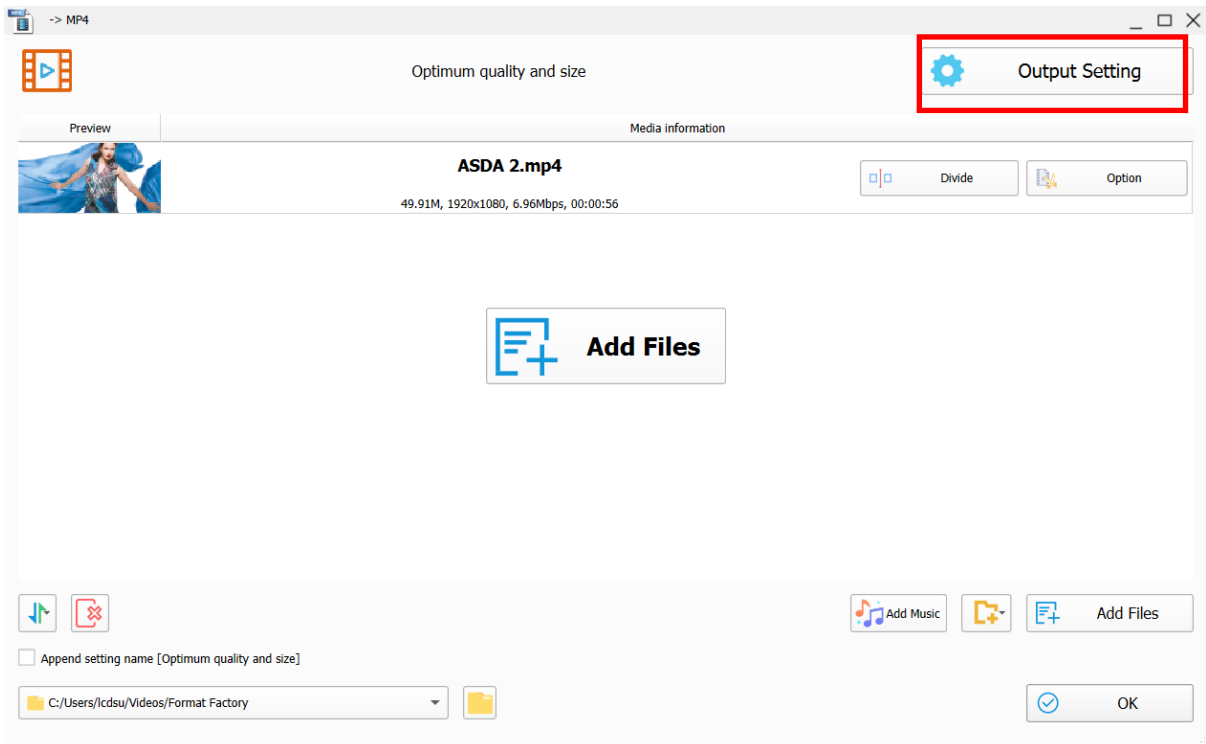 -> MP4
Optimum quality and size
Output Setting
Preview
Media information
ASDA 2.mp4
49.91M, 1920x1080, 6.96Mbps, 00:00:56
Divide
Option
Add Files
Add Music
Add Files
Append setting name [Optimum quality and size]
C:/Users/lcdsu/Videos/Format Factory
OK